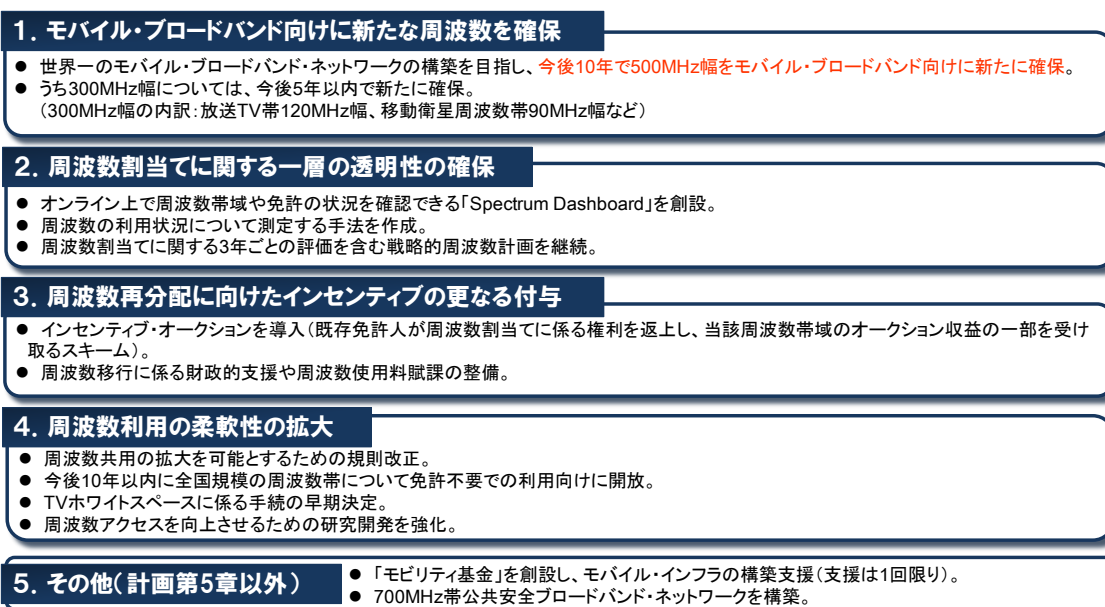 1．モバイル・ブロードバンド向けに新たな周波数を確保
● 世界一のモバイル・ブロードバンド・ネットワークの構築を目指し、今後10年で500MHz幅をモバイル・ブロードバンド向けに新たに確保。
● うち300MHz幅については、今後5年以内で新たに確保。
（300MHz幅の内訳：放送TV帯120MHz幅、移動衛星周波数帯90MHz幅など）
2．周波数割当てに関する一層の透明性の確保
● オンライン上で周波数帯域や免許の状況を確認できる「Spectrum Dashboard」を創設。
● 周波数の利用状況について測定する手法を作成。
● 周波数割当てに関する3年ごとの評価を含む戦略的周波数計画を継続。
3．周波数再分配に向けたインセンティブの更なる付与
● インセンティブ・オークションを導入（既存免許人が周波数割当てに係る権利を返上し、当該周波数帯域のオークション収益の一部を受け
取るスキーム）。
● 周波数移行に係る財政的支援や周波数使用料賦課の整備。
4．周波数利用の柔軟性の拡大
● 周波数共用の拡大を可能とするための規則改正。
● 今後10年以内に全国規模の周波数帯について免許不要での利用向けに開放。
● TVホワイトスペースに係る手続の早期決定。
● 周波数アクセスを向上させるための研究開発を強化。
5．その他（計画第5章以外）
● 「モビリティ基金」を創設し、モバイル・インフラの構築支援（支援は1回限り）。
● 700MHz帯公共安全ブロードバンド・ネットワークを構築。